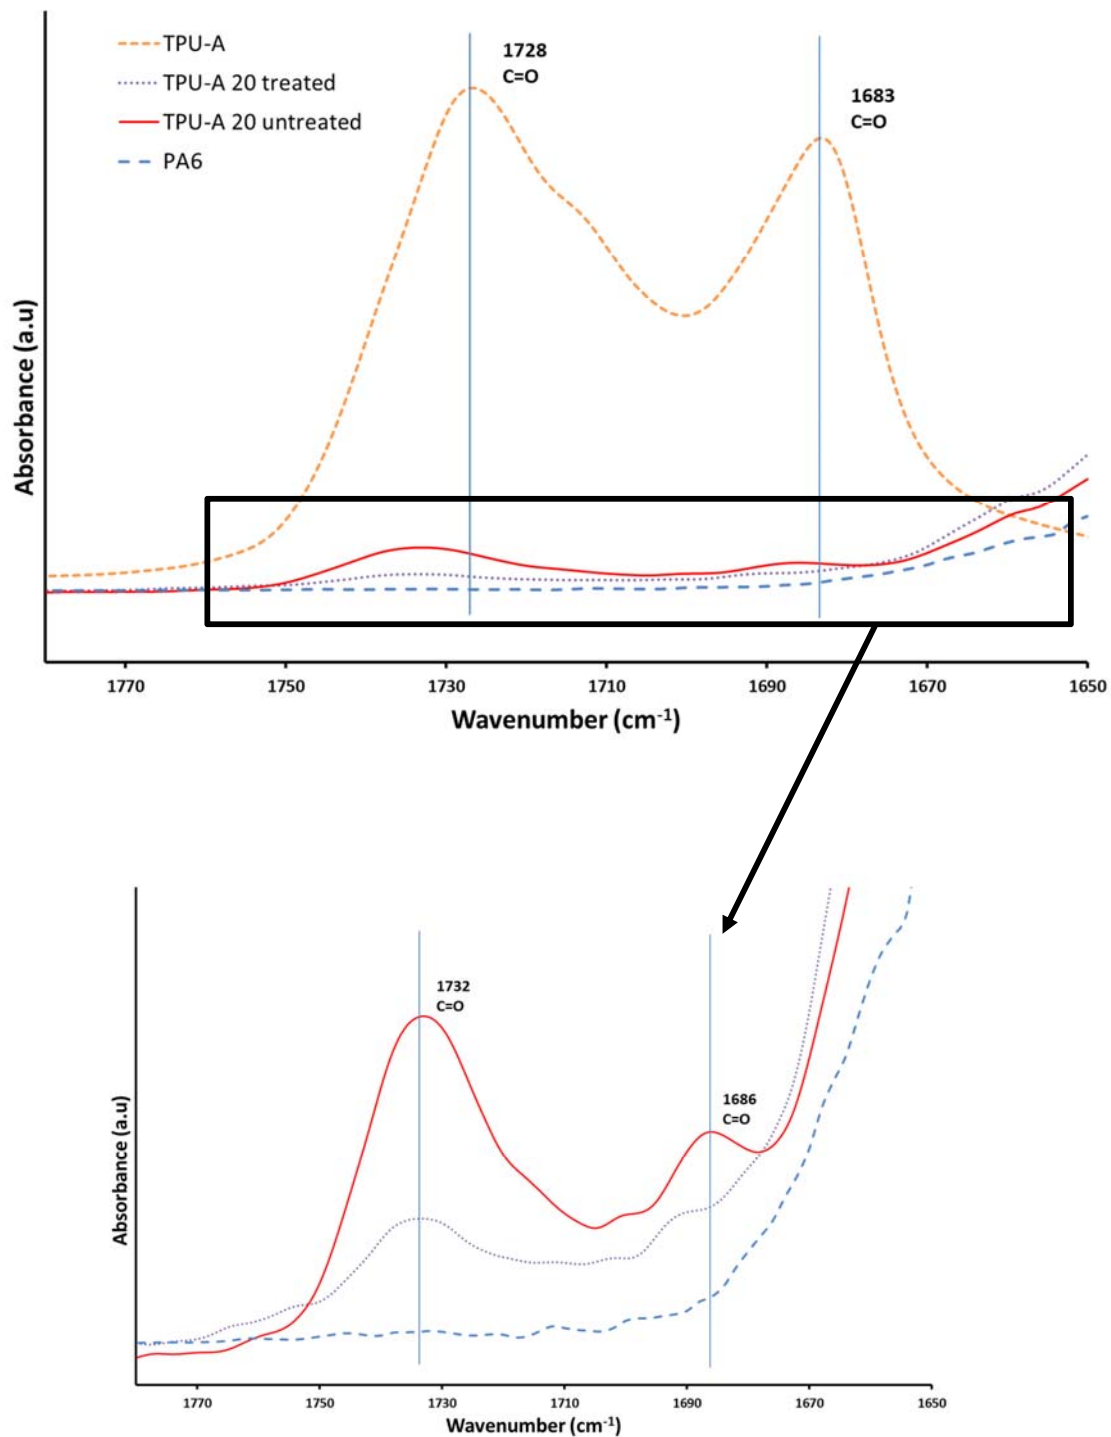 TPU-A
TPU-A 20 treated
TPU-A 20 untreated
PA6
1728
C=O
1683
C=O
Absorbance (a.u)
1770 1750 1730 1710 1690 1670 1650
Wavenumber (cm-1)
1732
C=O
1686
C=O
Absorbance (a.u)
1770 1750 1730 1710 1690 1670 1650
Wavenumber (cm-1)